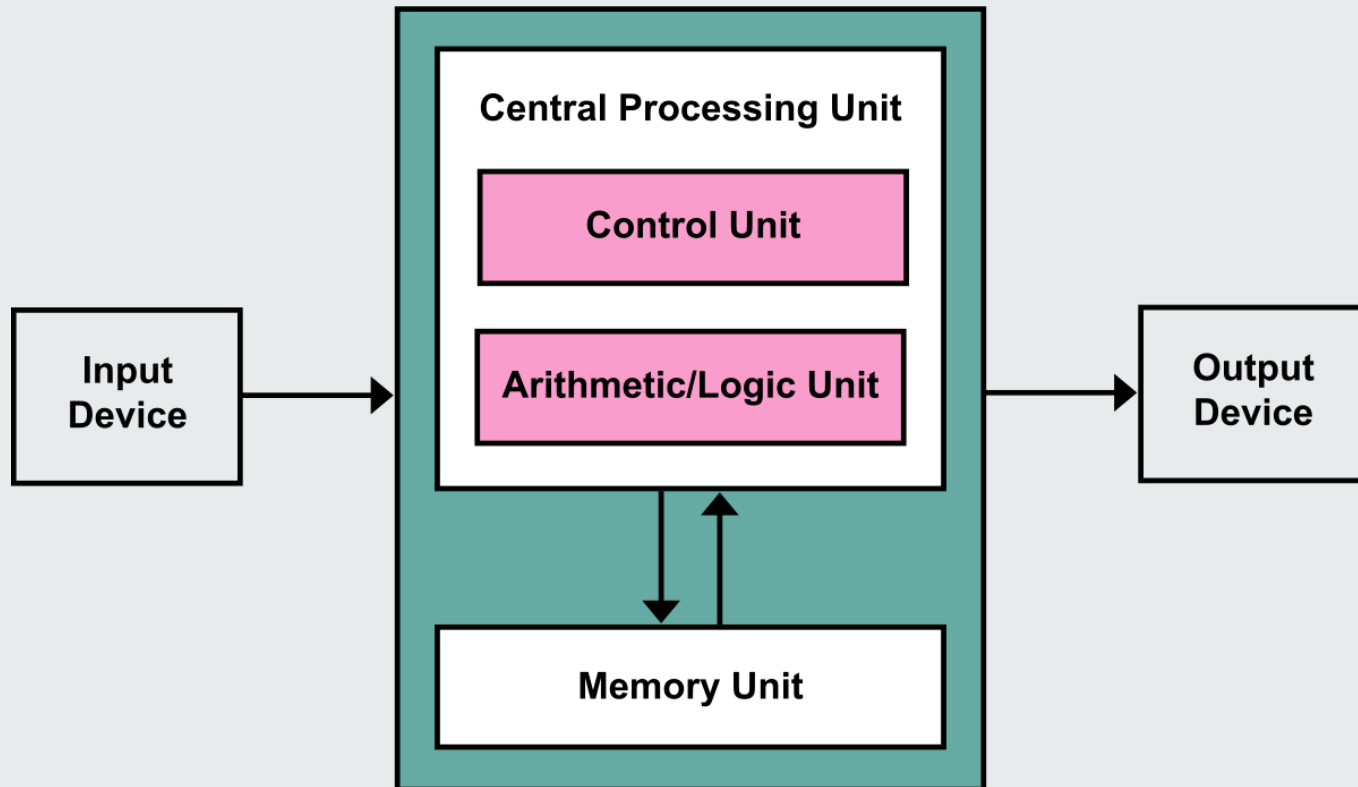 Central Processing Unit
Control Unit
Arithmetic/Logic Unit
Input
Device
Output
Device
Memory Unit